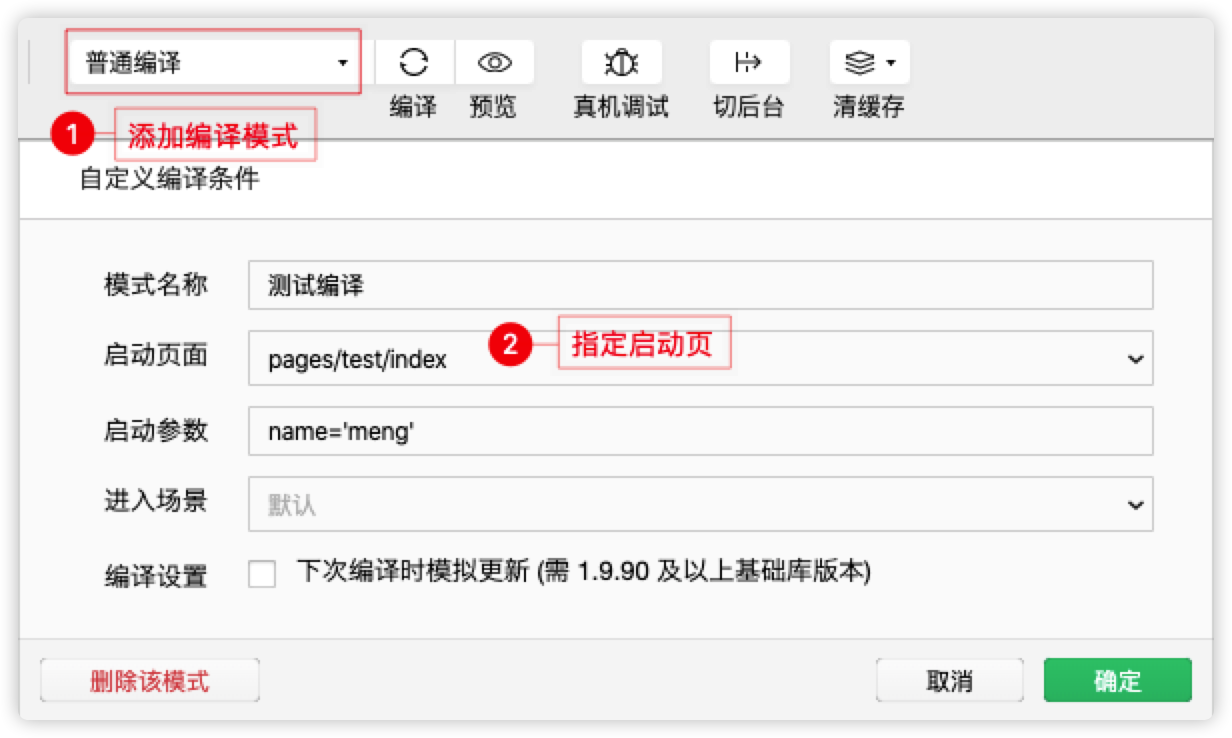 普通编译
编译
预览
真机调试
切后台
清缓存
1
添加编译模式
自定义编译条件
模式名称
测试编译
启动页面
pages/test/index
2
指定启动页
启动参数
name='meng'
进入场景
默认
编译设置
下次编译时模拟更新 (需 1.9.90 及以上基础库版本)
删除该模式
取消
确定